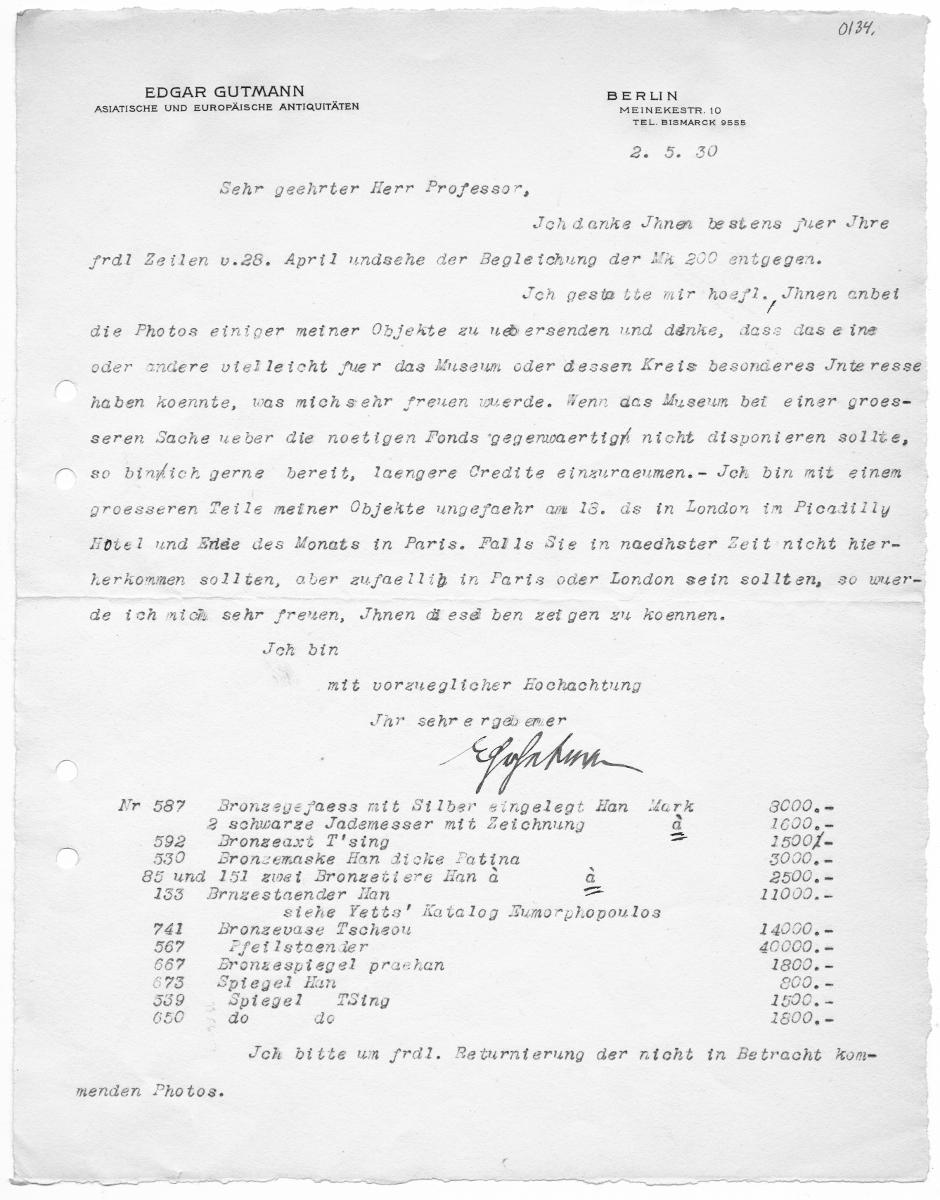 0134.
EDGAR GUTMANN
ASIATISCHE UND EUROPÄISCHE ANTIQUITÄTEN
BERLIN
MEINEKESTR. 10
TEL. BISMARCK 9555
2. 5. 30
Sehr geehrter Herr Professor,
Jch danke Jhnen bestens fuer Jhre
frdl Zeilen v.28. April undsehe der Begleichung der Mk 200 entgegen.
Jch gestatte mir hoefl., Jhnen anbei
die Photos einiger meiner Objekte zu uebersenden und denke, dass das eine
oder andere vielleicht fuer das Museum oder dessen Kreis besonderes Jnteresse
haben koennte, was mich sehr freuen wuerde. Wenn das Museum bei einer groes-
seren Sache ueber die noetigen Fonds gegenwaertig nicht disponieren sollte,
so bin ich gerne bereit, laengere Credite einzuraeumen.- Jch bin mit einem
groesseren Teile meiner Objekte ungefaehr am 18. ds in London im Picadilly
Hotel und Ende des Monats in Paris. Falls Sie in naechster Zeit nicht hier-
herkommen sollten, aber zufaellig in Paris oder London sein sollten, so wuer-
de ich mich sehr freuen, Jhnen dieselben zeigen zu koennen.
Jch bin
mit vorzueglicher Hochachtung
Jhr sehr ergebener
Nr 587 Bronzegefaess mit Silber eingelegt Han Mark 8000.-
2 schwarze Jademesser mit Zeichnung à 1600.-
592 Bronzeaxt T'sing 1500.-
530 Bronzemaske Han dicke Patina 3000.-
85 und 151 zwei Bronzetiere Han à à 2500.-
133 Brnzestaender Han 11000.-
siehe Yetts' Katalog Eumorphopoulos
741 Bronzevase Tscheou 14000.-
567 Pfeilstaender 40000.-
667 Bronzespiegel praehan 1800.-
673 Spiegel Han 800.-
539 Spiegel TSing 1500.-
650 do do 1800.-
Jch bitte um frdl. Returnierung der nicht in Betracht kom-
menden Photos.